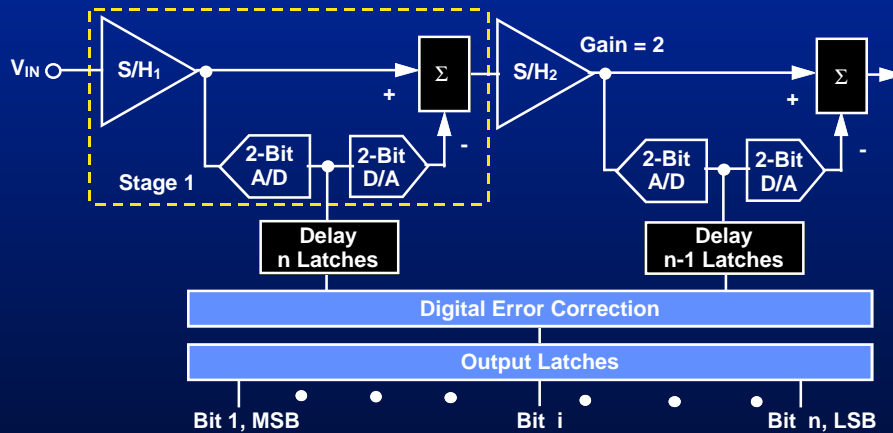 V_IN
S/H1
+
Σ
-
2-Bit
A/D
2-Bit
D/A
Stage 1
Gain = 2
S/H2
+
Σ
-
2-Bit
A/D
2-Bit
D/A
Delay
n Latches
Delay
n-1 Latches
Digital Error Correction
Output Latches
Bit 1, MSB
Bit i
Bit n, LSB